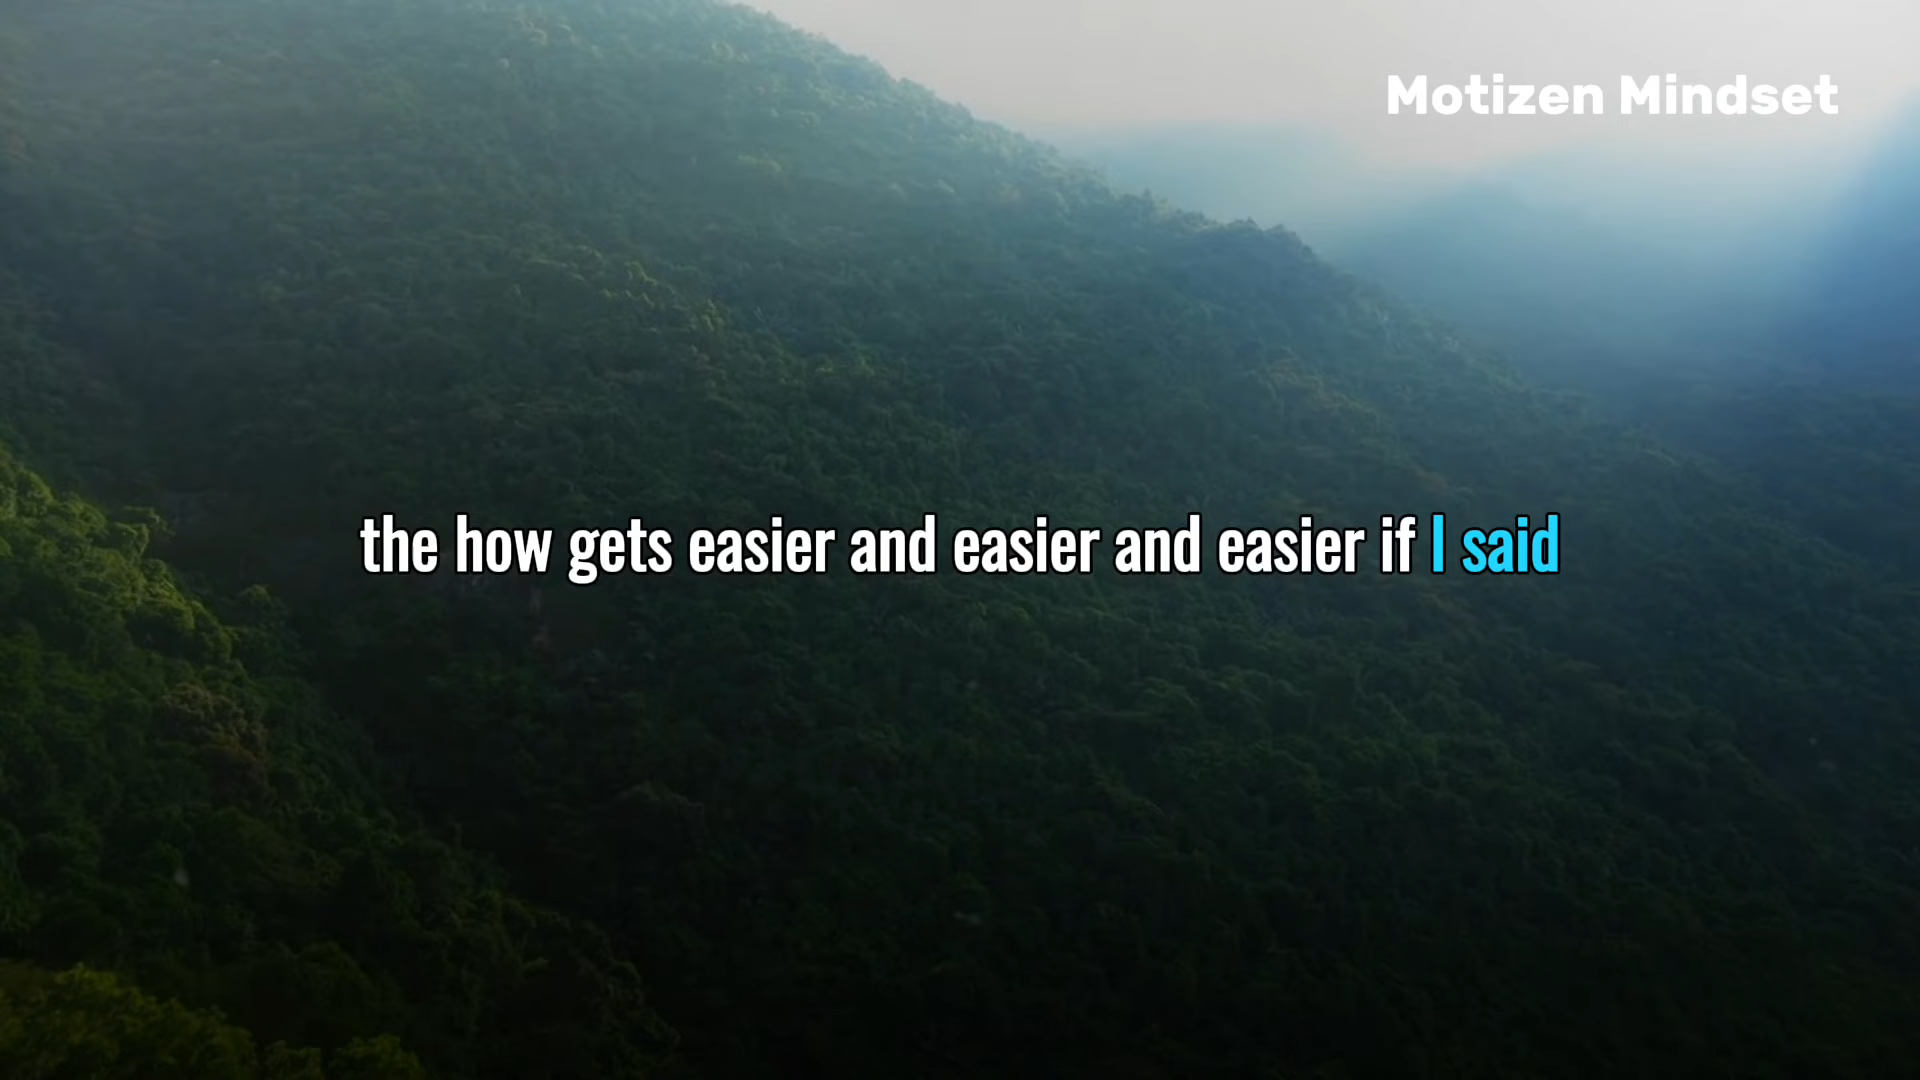 Motizen Mindset
the how gets easier and easier and easier if I said